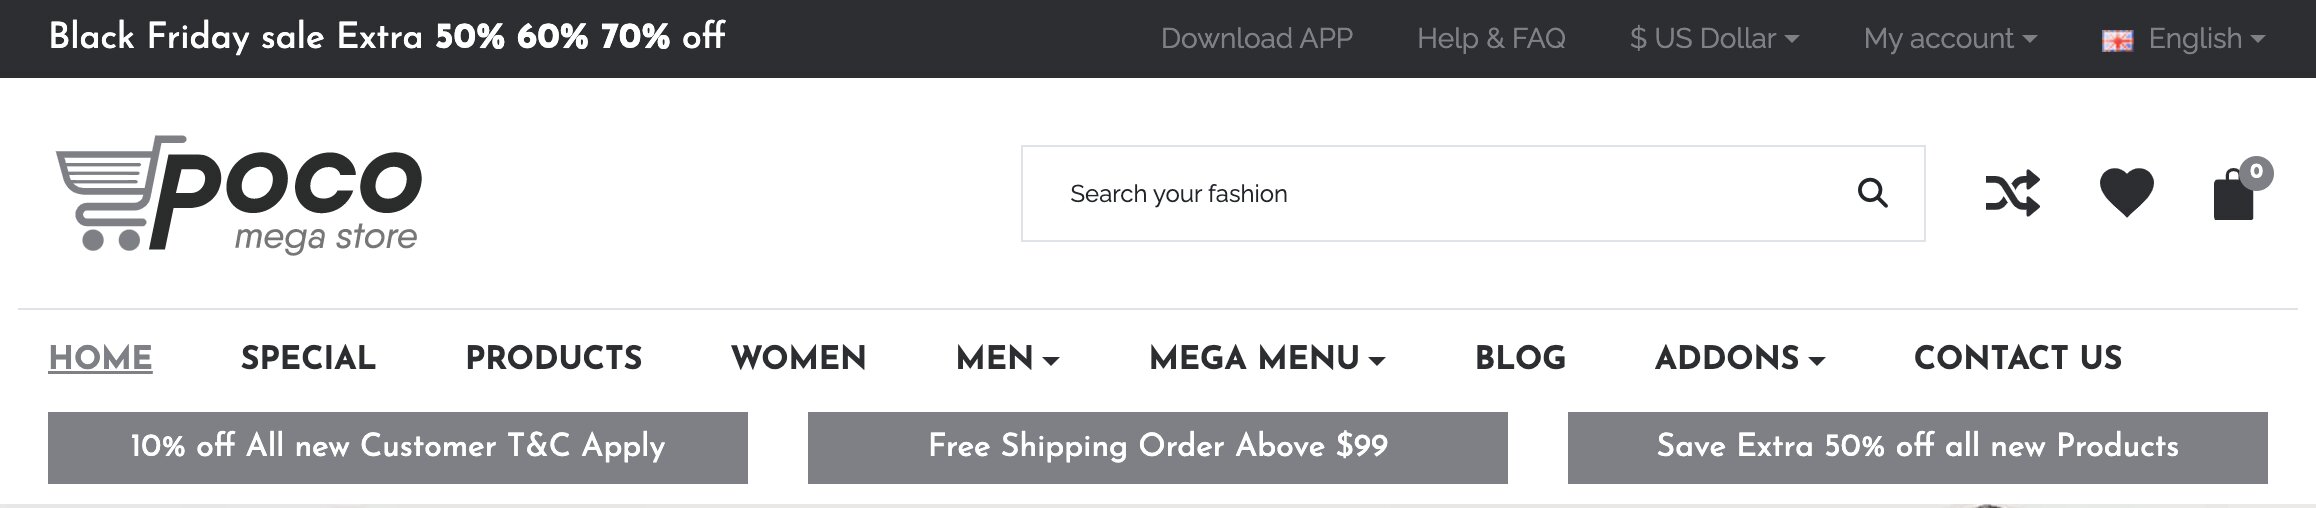 Black Friday sale Extra 50% 60% 70% off
Download APP
Help & FAQ
$ US Dollar
My account
English
poco
mega store
Search your fashion
0
HOME
SPECIAL
PRODUCTS
WOMEN
MEN
MEGA MENU
BLOG
ADDONS
CONTACT US
10% off All new Customer T&C Apply
Free Shipping Order Above $99
Save Extra 50% off all new Products